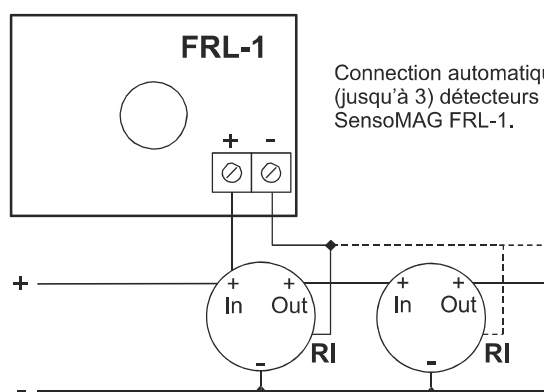 FRL-1
Connection automatiqu
(jusqu'à 3) détecteurs
SensoMAG FRL-1.
+ -
+
+ +
+ +
In Out
In Out
RI
RI
-
-
-